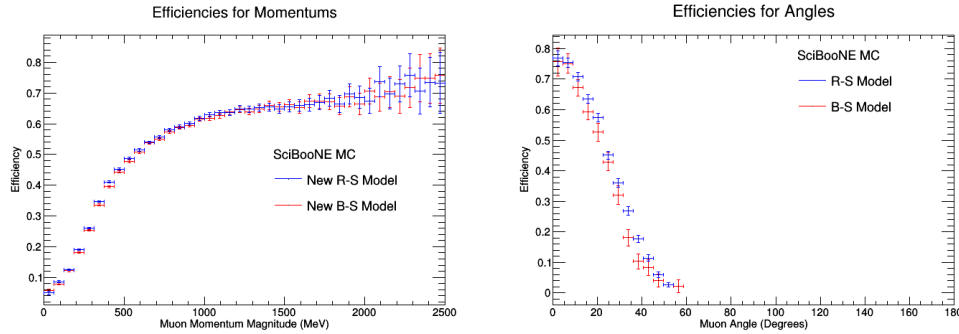 Efficiencies for Momentums
Efficiency
0.8
0.7
0.6
0.5
0.4
0.3
0.2
0.1
SciBooNE MC
New R-S Model
New B-S Model
0 500 1000 1500 2000 2500
Muon Momentum Magnitude (MeV)
Efficiencies for Angles
Efficiency
0.8
0.7
0.6
0.5
0.4
0.3
0.2
0.1
0
SciBooNE MC
R-S Model
B-S Model
0 20 40 60 80 100 120 140 160 180
Muon Angle (Degrees)